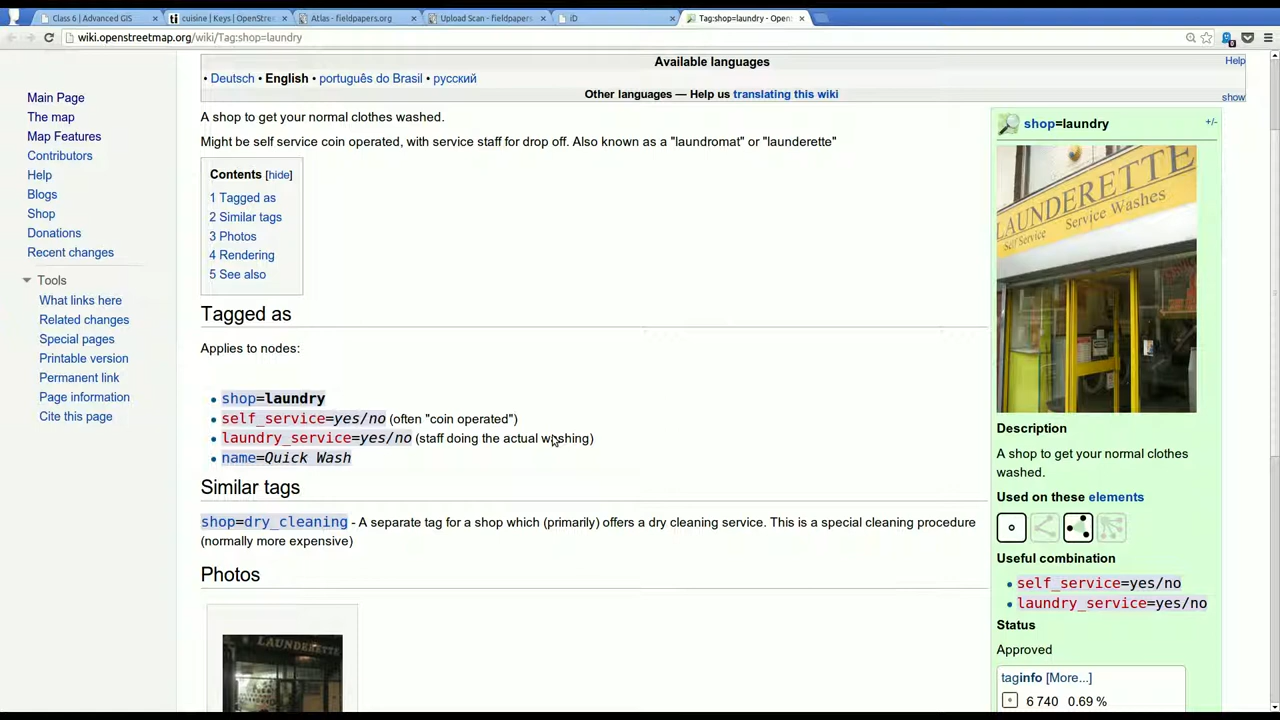 Class 6 | Advanced GIS
cuisine | Keys | OpenStre
Atlas - fieldpapers.org
Upload Scan - fieldpapers
iD
Tag:shop=laundry - Open
wiki.openstreetmap.org/wiki/Tag:shop=laundry
Available languages
Help
• Deutsch • English • português do Brasil • русский
Other languages — Help us translating this wiki
show
Main Page
The map
Map Features
Contributors
Help
Blogs
Shop
Donations
Recent changes
Tools
What links here
Related changes
Special pages
Printable version
Permanent link
Page information
Cite this page
A shop to get your normal clothes washed.
Might be self service coin operated, with service staff for drop off. Also known as a "laundromat" or "launderette"
Contents [hide]
1 Tagged as
2 Similar tags
3 Photos
4 Rendering
5 See also
Tagged as
Applies to nodes:
• shop=laundry
• self_service=yes/no (often "coin operated")
• laundry_service=yes/no (staff doing the actual washing)
• name=Quick Wash
Similar tags
shop=dry_cleaning - A separate tag for a shop which (primarily) offers a dry cleaning service. This is a special cleaning procedure
(normally more expensive)
Photos
LAUNDERETTE
shop=laundry
+/-
LAUNDERETTE
Self Service Service Washes
Description
A shop to get your normal clothes
washed.
Used on these elements
Useful combination
• self_service=yes/no
• laundry_service=yes/no
Status
Approved
taginfo [More...]
6 740 0.69 %